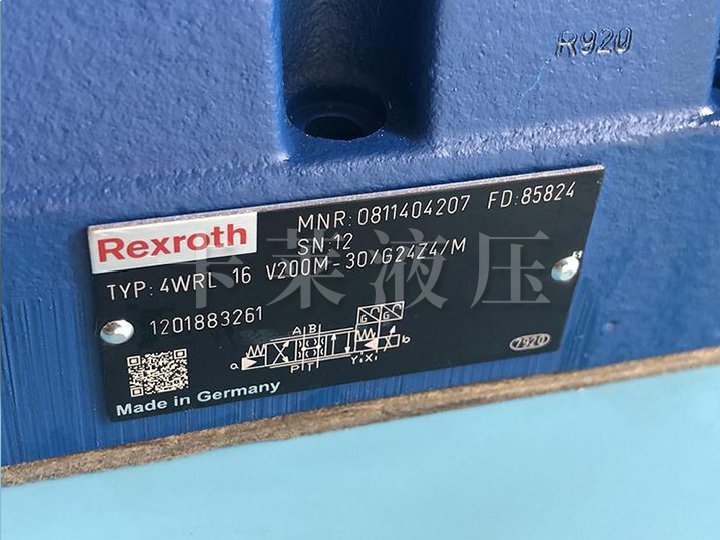 R920
Rexroth
MNR: 0811404207 FD: 85824
SN: 12
TYP: 4WRL 16 V200M-30/G24Z4/M
1201883261
A B
G G
a
b
P T
Y X
7920
Made in Germany
卡莱液压